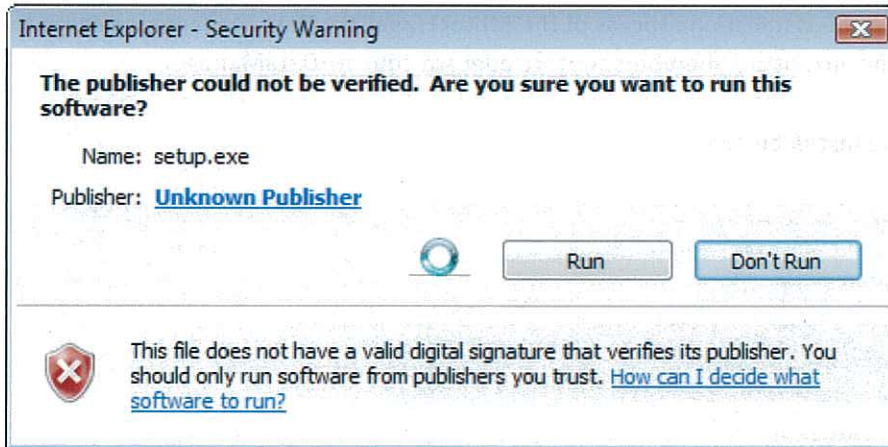 Internet Explorer - Security Warning
The publisher could not be verified. Are you sure you want to run this
software?
Name: setup.exe
Publisher: Unknown Publisher
Run Don't Run
This file does not have a valid digital signature that verifies its publisher. You
should only run software from publishers you trust. How can I decide what
software to run?